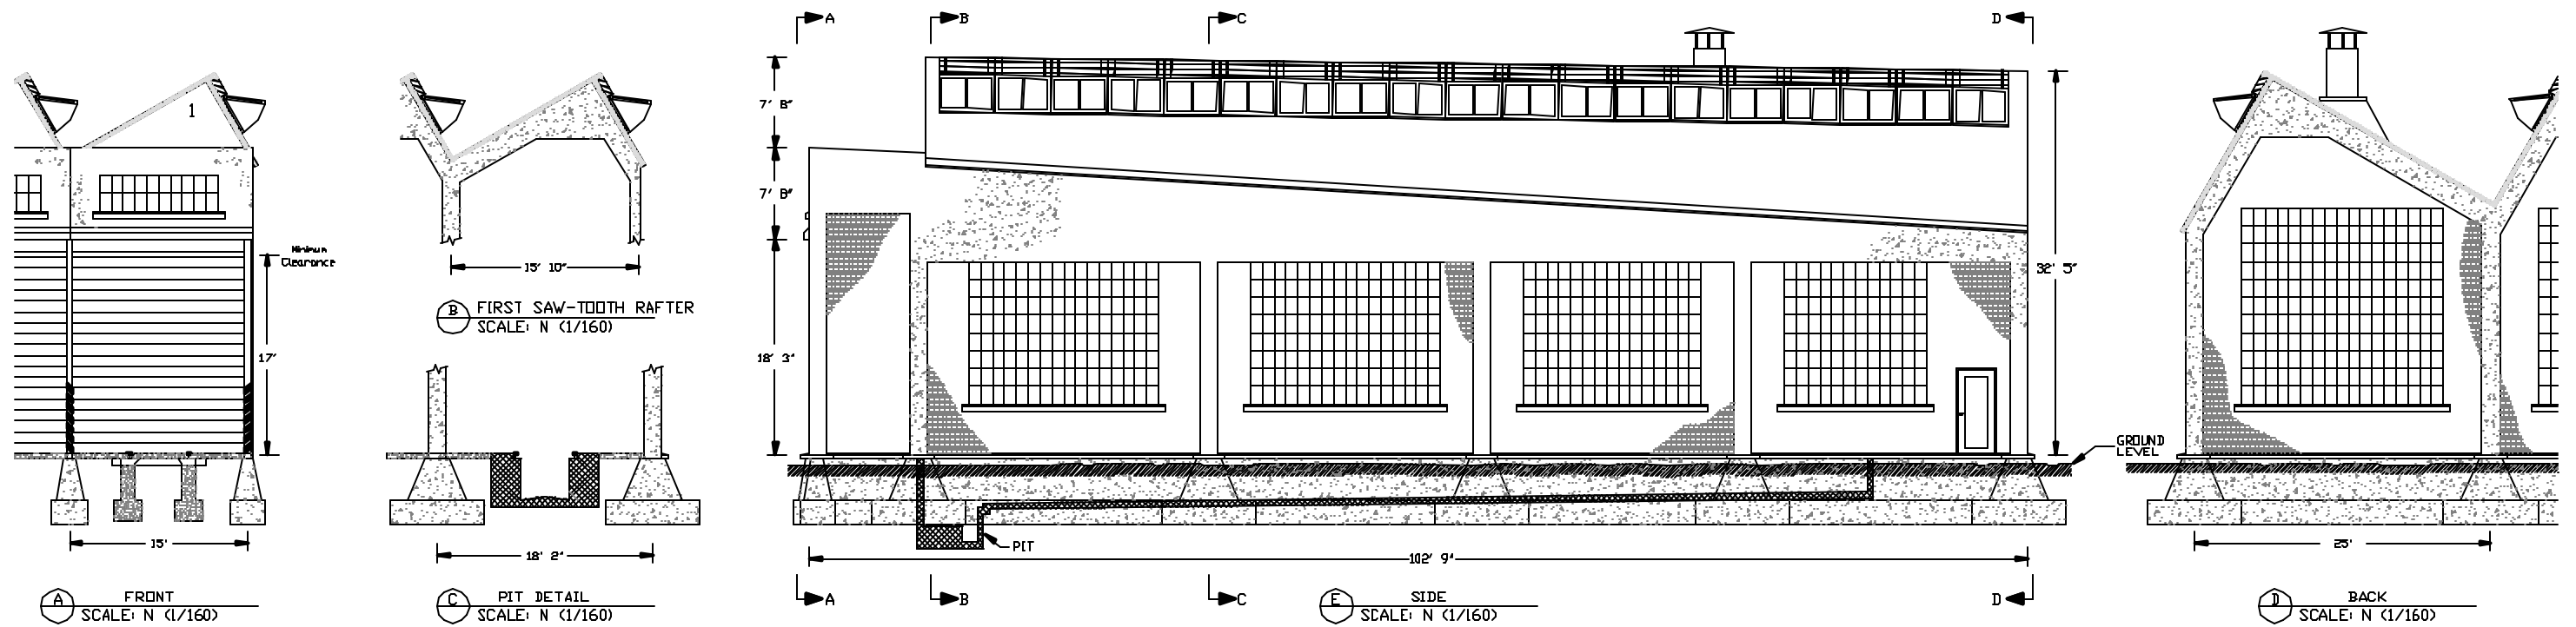 A
B
C
D
7' 8"
1
7' 8"
Minimum
Clearance
15' 10"
32' 5"
B FIRST SAW-TOOTH RAFTER
SCALE: N (1/160)
17'
18' 3"
GROUND
LEVEL
PIT
15'
18' 2"
102' 9"
25'
A FRONT
SCALE: N (1/160)
C PIT DETAIL
SCALE: N (1/160)
A
B
C
E SIDE
SCALE: N (1/160)
D
D BACK
SCALE: N (1/160)